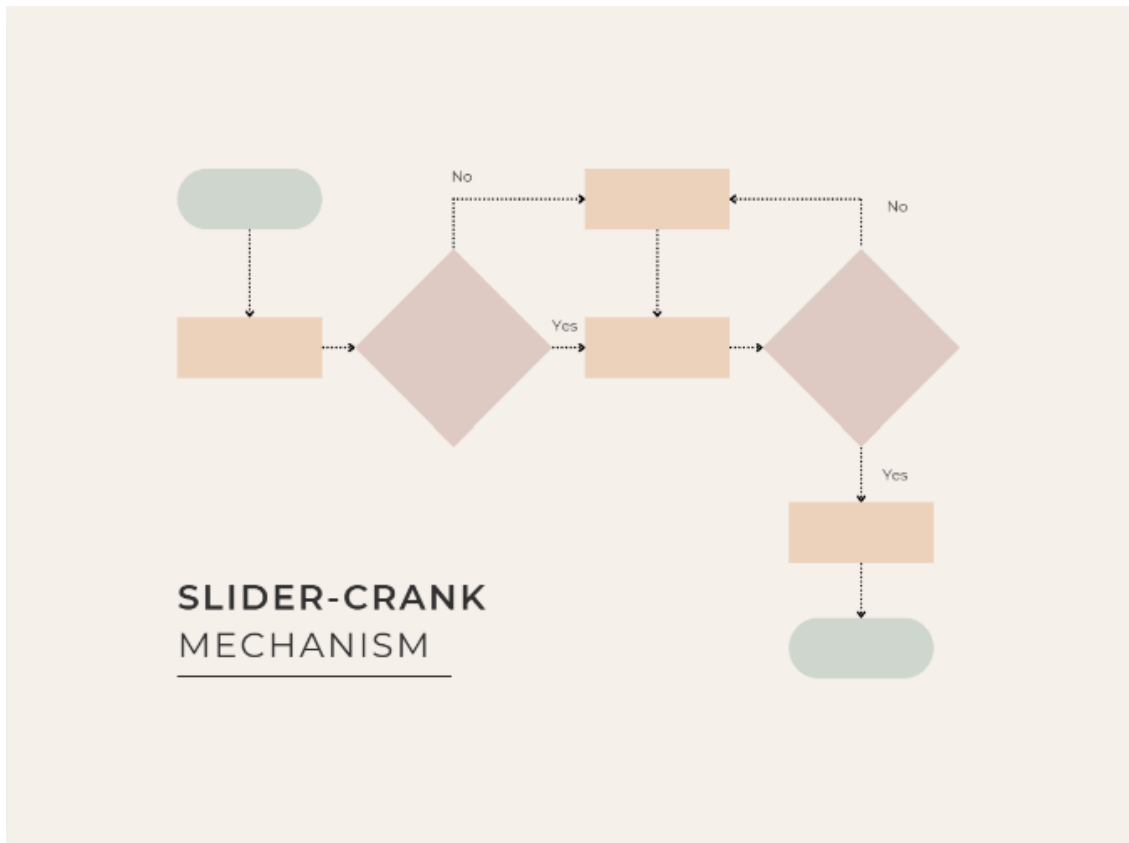 No
No
Yes
Yes
SLIDER-CRANK
MECHANISM